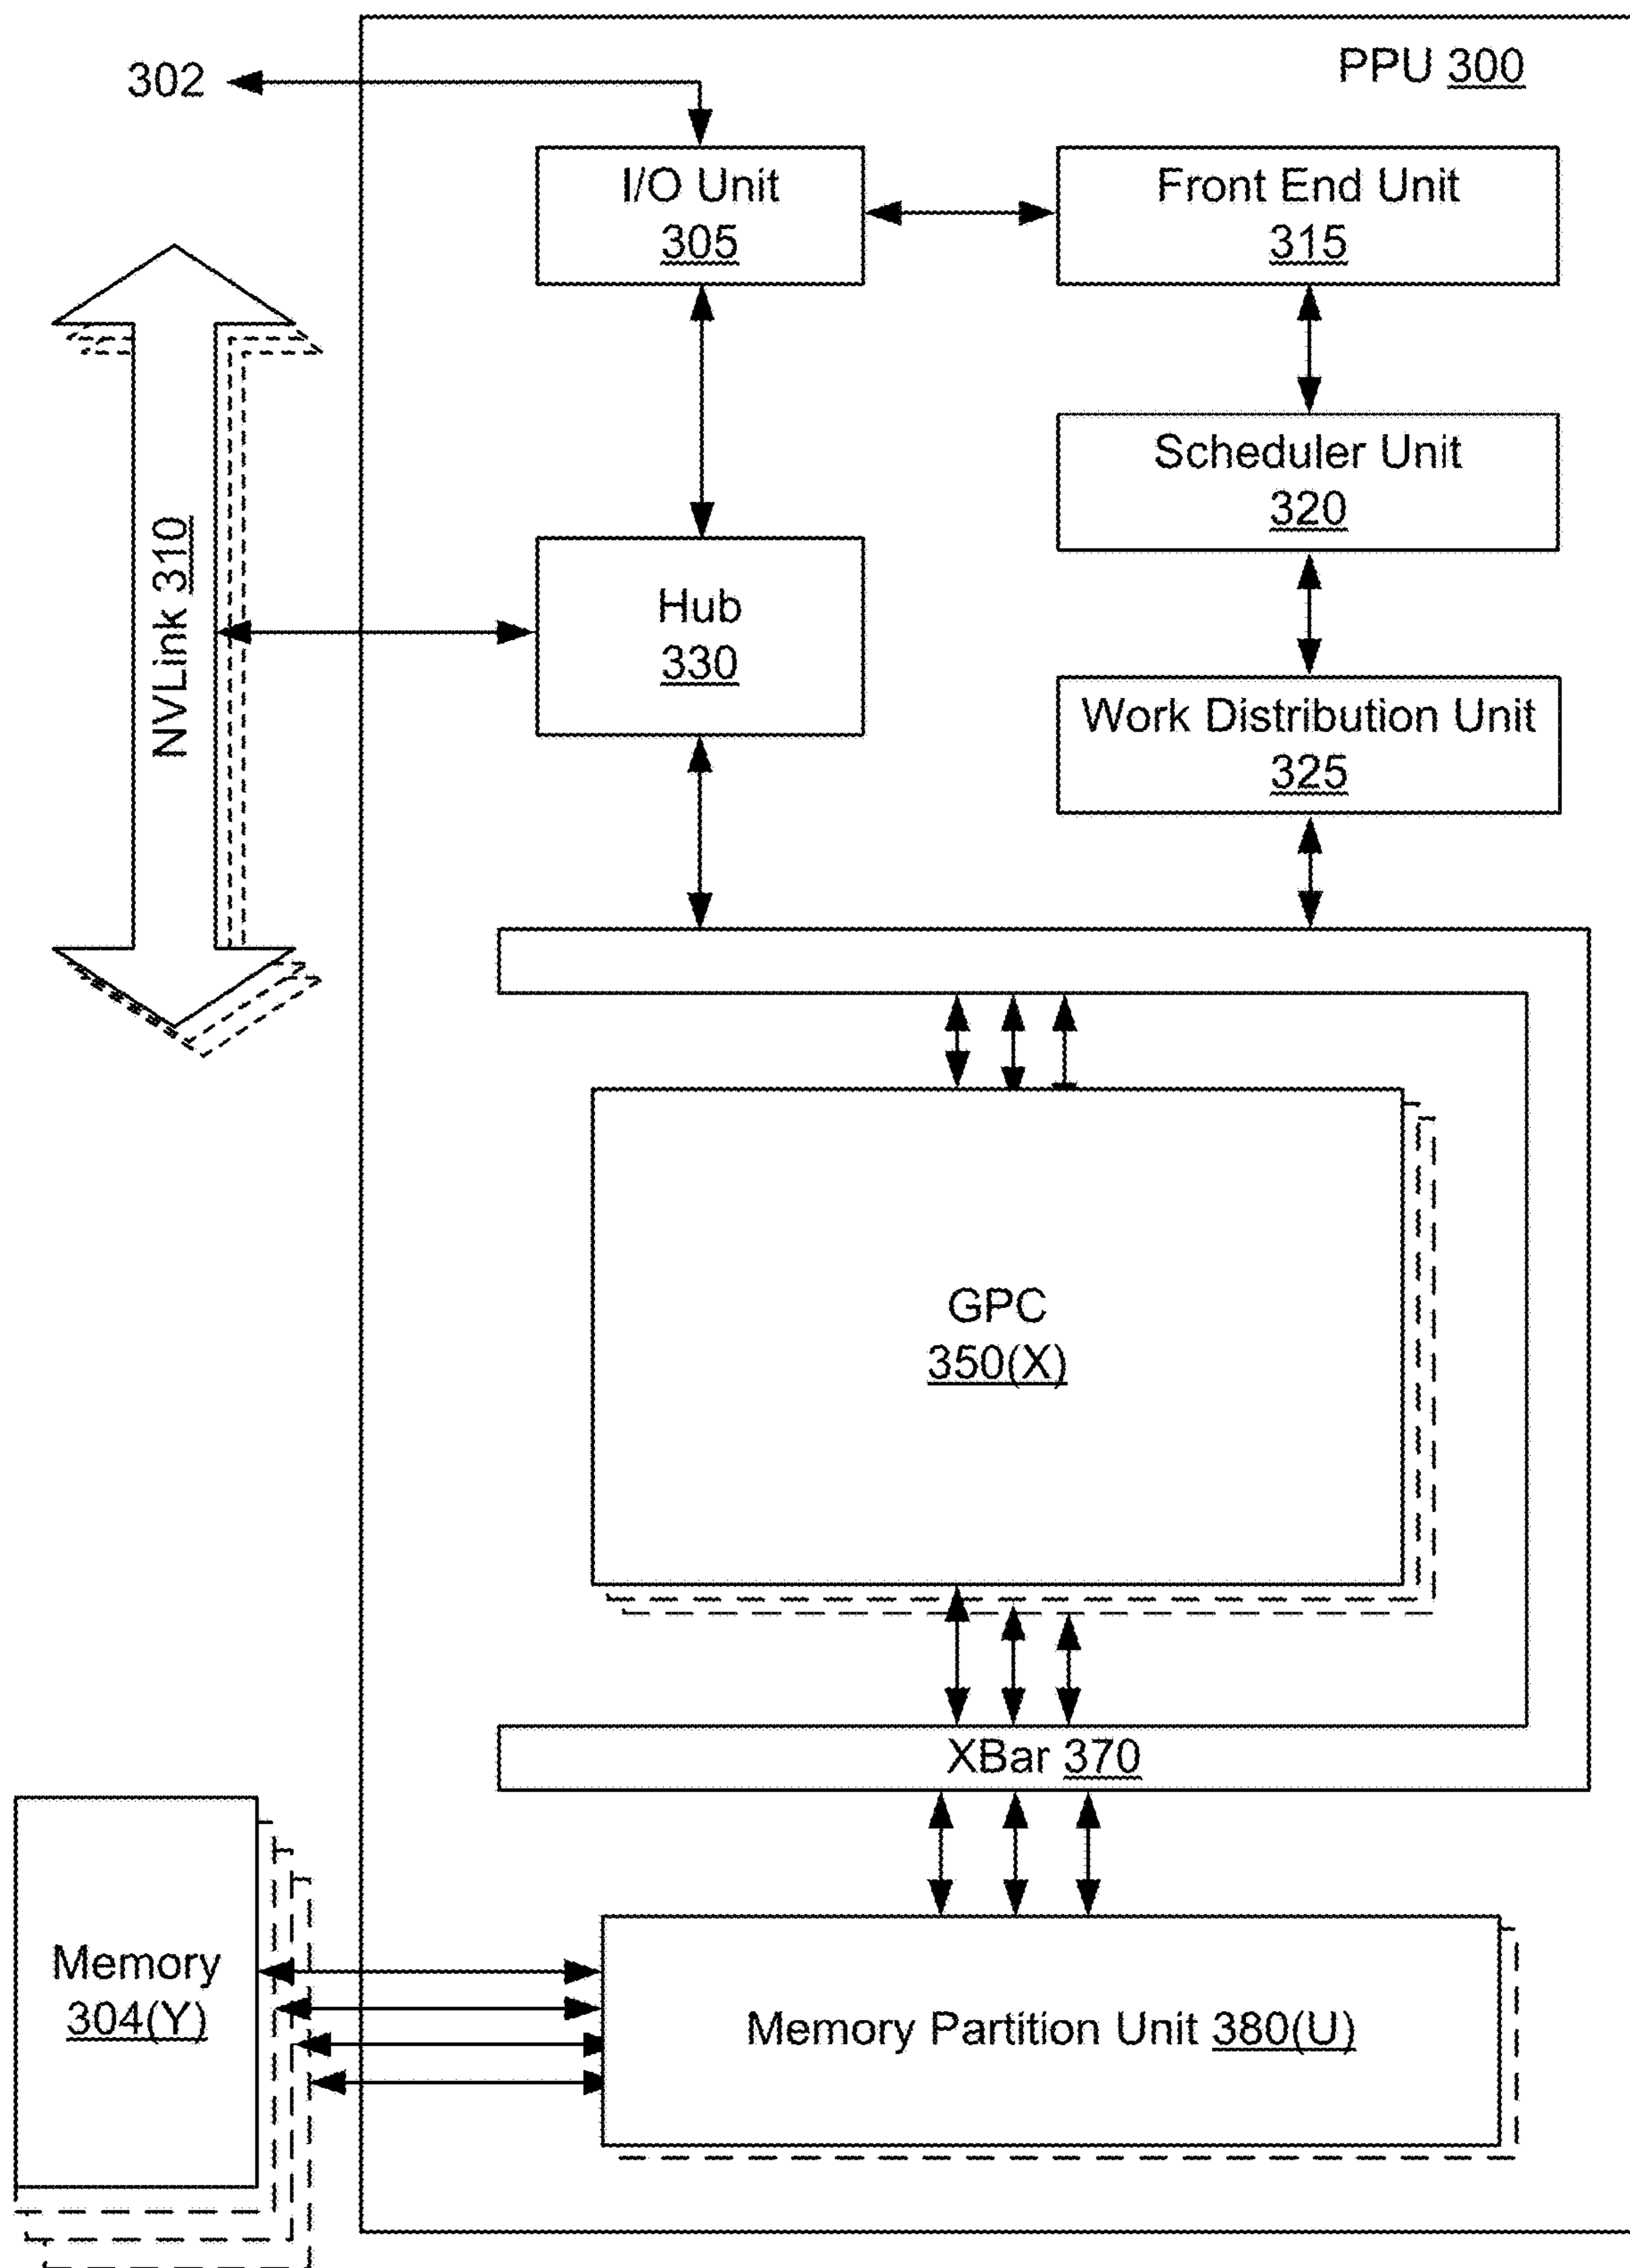 PPU 300
302
I/O Unit
305
Front End Unit
315
Scheduler Unit
320
NVLink 310
Hub
330
Work Distribution Unit
325
GPC
350(X)
XBar 370
Memory
304(Y)
Memory Partition Unit 380(U)